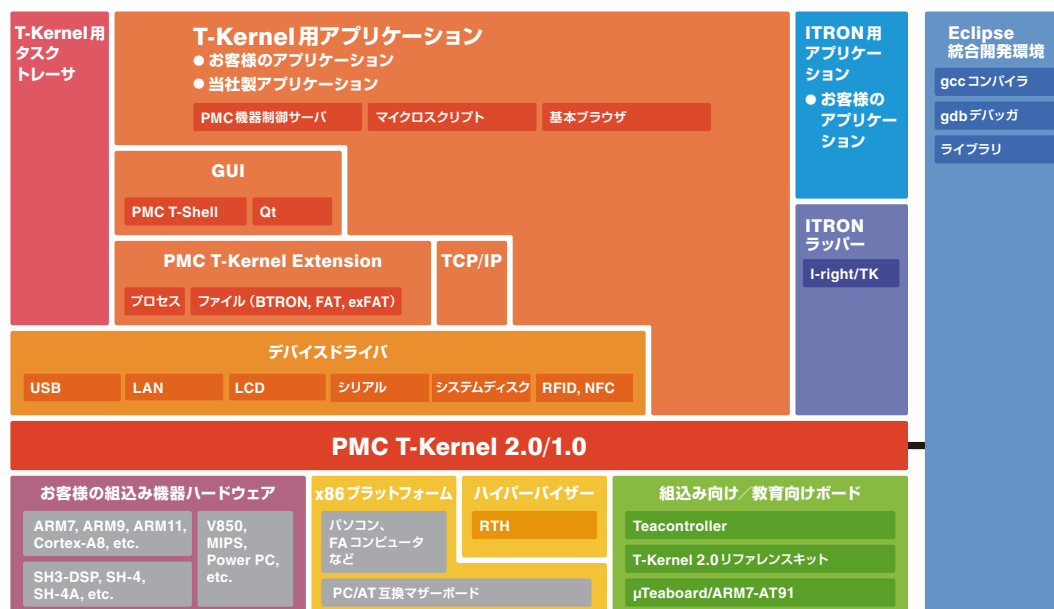 T-Kernel用
タスク
トレーサ
T-Kernel用アプリケーション
● お客様のアプリケーション
● 当社製アプリケーション
PMC機器制御サーバ
マイクロスクリプト
基本ブラウザ
GUI
PMC T-Shell
Qt
PMC T-Kernel Extension
プロセス
ファイル（BTRON, FAT, exFAT）
TCP/IP
デバイスドライバ
USB
LAN
LCD
シリアル
システムディスク
RFID, NFC
ITRON用
アプリケー
ション
● お客様の
アプリケー
ション
ITRON
ラッパー
I-right/TK
Eclipse
統合開発環境
gccコンパイラ
gdbデバッガ
ライブラリ
PMC T-Kernel 2.0/1.0
お客様の組込み機器ハードウェア
ARM7, ARM9, ARM11,
Cortex-A8, etc.
SH3-DSP, SH-4,
SH-4A, etc.
V850,
MIPS,
Power PC,
etc.
x86プラットフォーム
パソコン、
FAコンピュータ
など
PC/AT互換マザーボード
ハイパーバイザー
RTH
組込み向け／教育向けボード
Teacontroller
T-Kernel 2.0リファレンスキット
µTeaboard/ARM7-AT91